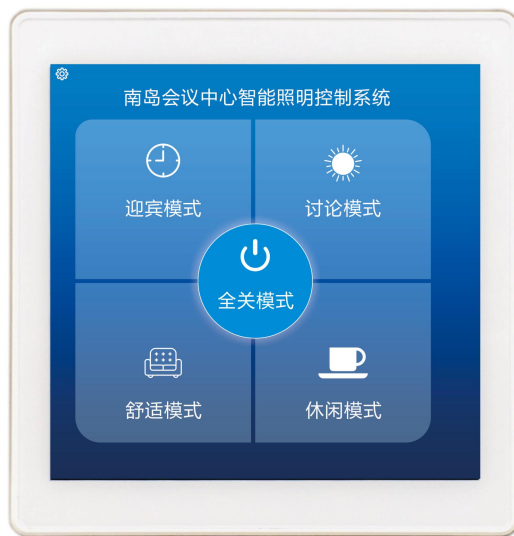 南岛会议中心智能照明控制系统
迎宾模式
讨论模式
全关模式
舒适模式
休闲模式